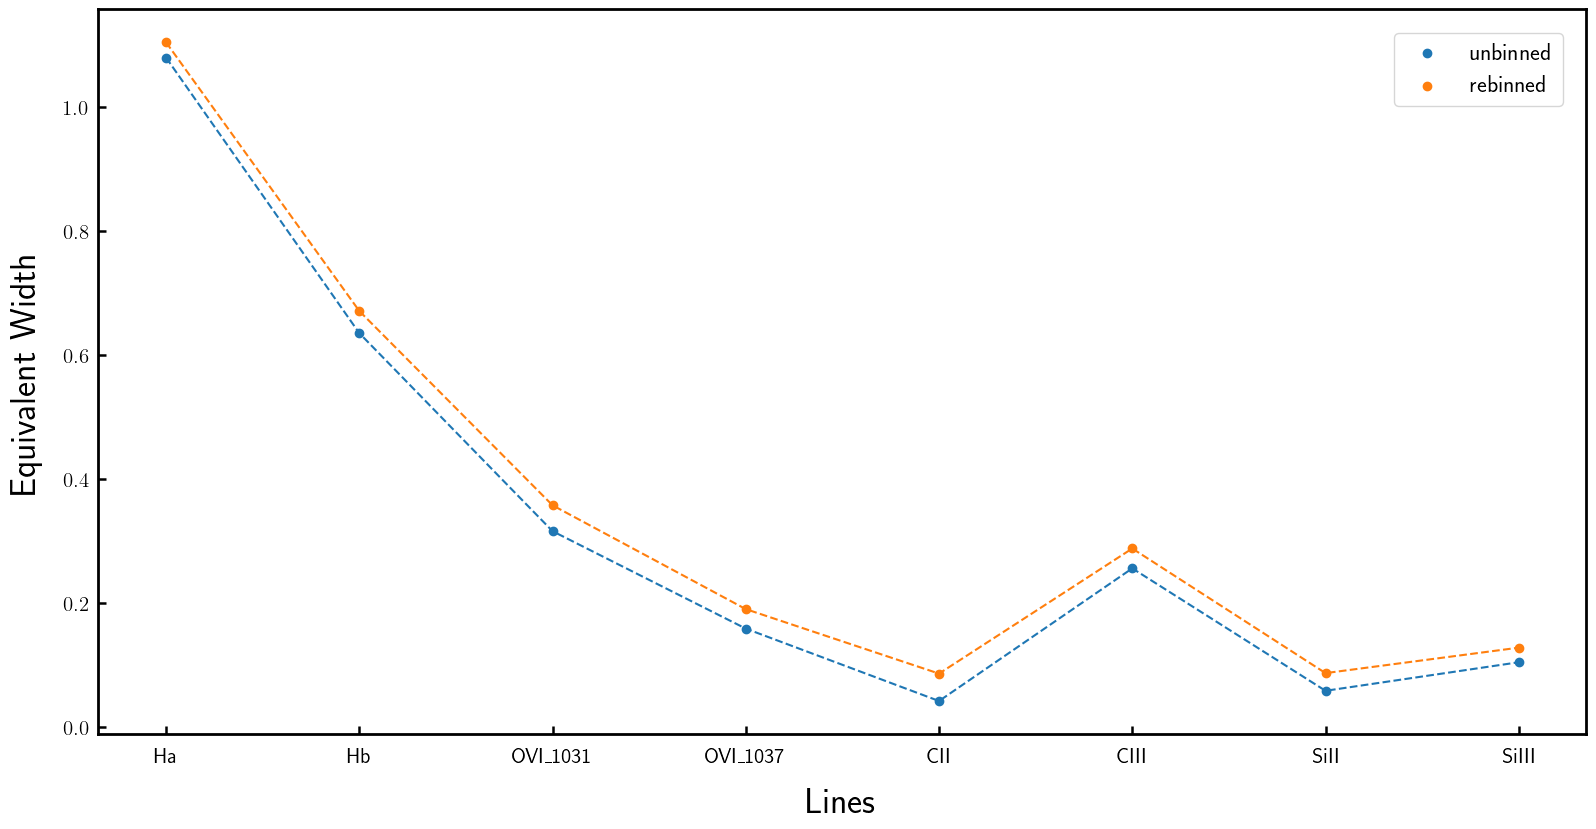 unbinned
rebinned
Equivalent Width
1.0
0.8
0.6
0.4
0.2
0.0
Ha Hb OVI_1031 OVI_1037 CII CIII SiII SiIII
Lines